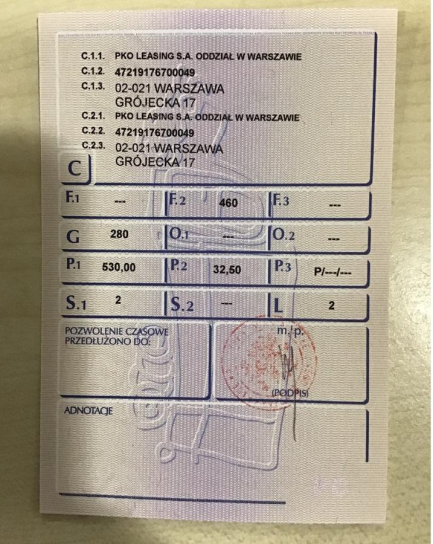 C.1.1. PKO LEASING S.A. ODDZIAŁ W WARSZAWIE
C.1.2. 47219176700049
C.1.3. 02-021 WARSZAWA
GRÓJECKA 17
C.2.1. PKO LEASING S.A. ODDZIAŁ W WARSZAWIE
C.2.2. 47219176700049
C.2.3. 02-021 WARSZAWA
GRÓJECKA 17
C
F.1 --- F.2 460 F.3 ---
G 280 O.1 --- O.2 ---
P.1 530,00 P.2 32,50 P.3 P/---/---
S.1 2 S.2 --- L 2
POZWOLENIE CZASOWE
PRZEDŁUŻONO DO:
m./p.
(PODPIS)
ADNOTACJE